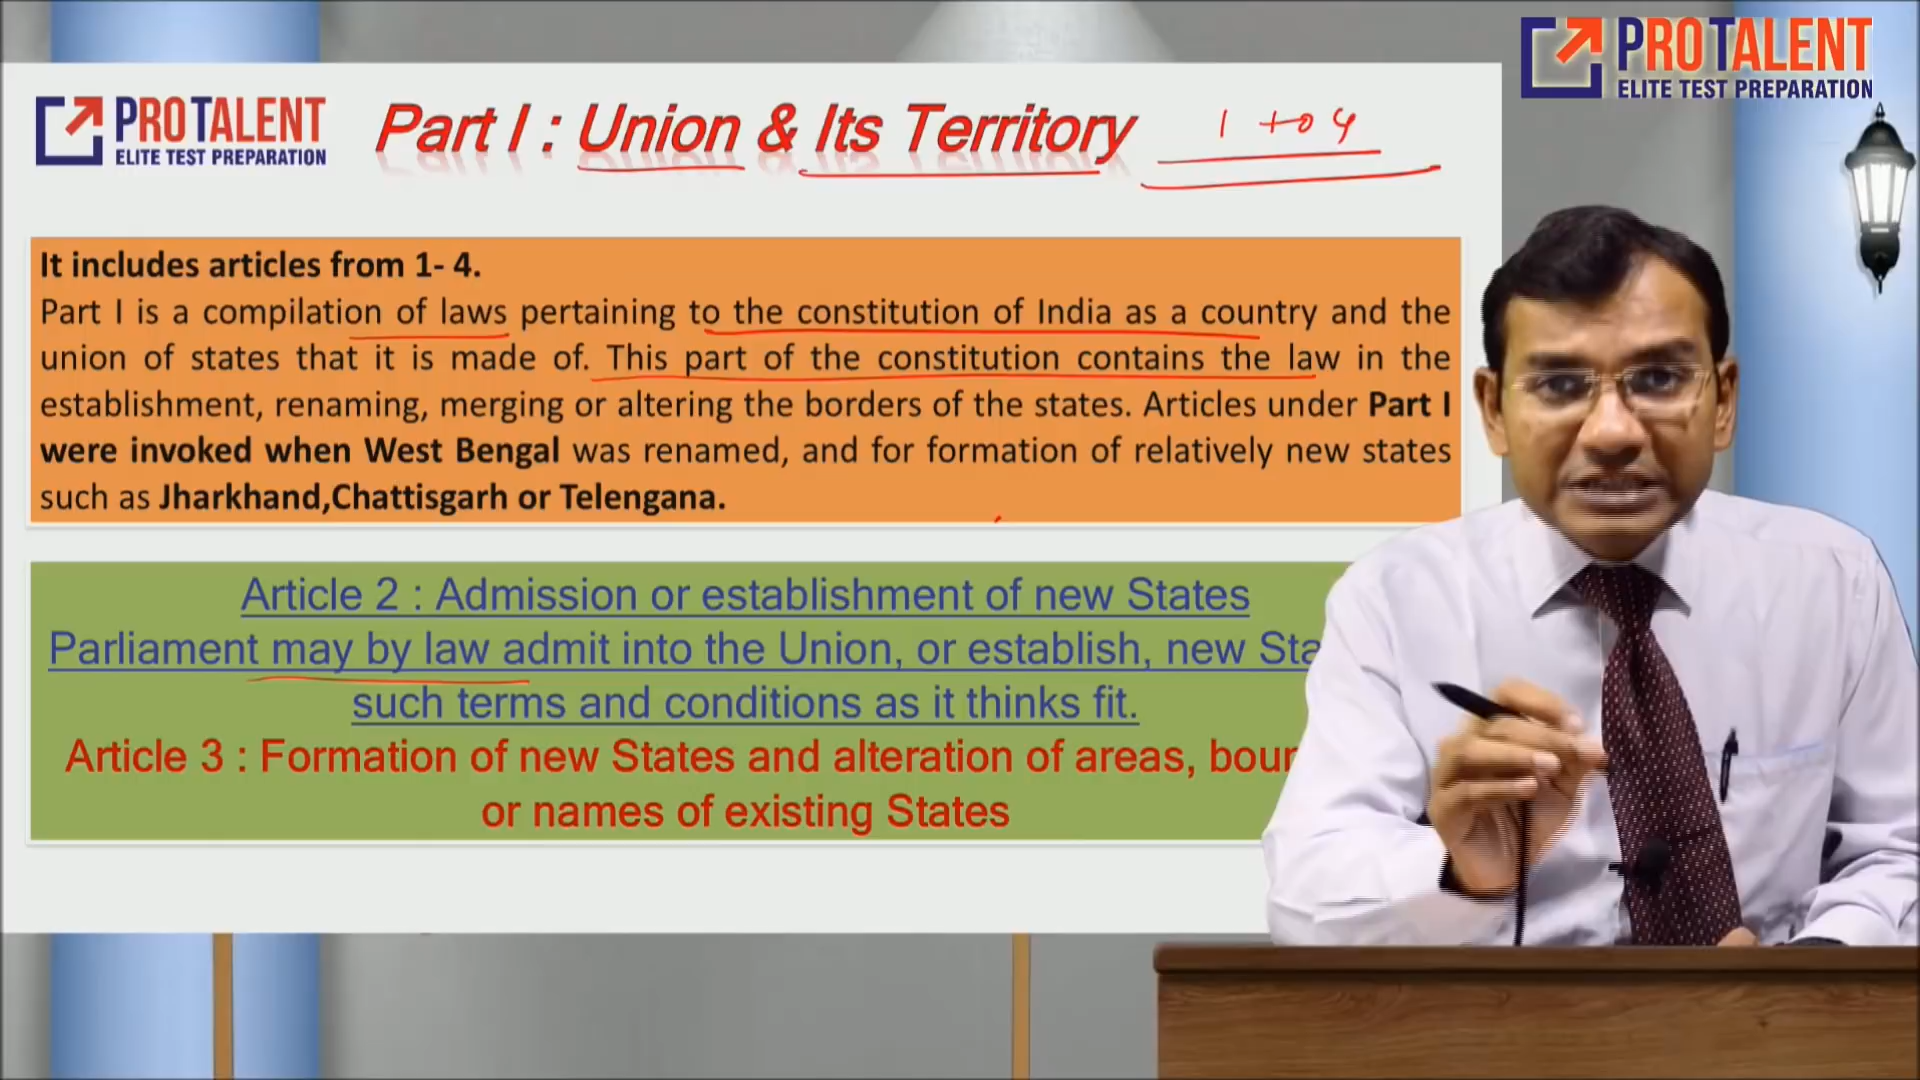 PRO TALENT
ELITE TEST PREPARATION
PRO TALENT
ELITE TEST PREPARATION
Part I : Union & Its Territory 1 to 4
It includes articles from 1- 4.
Part I is a compilation of laws pertaining to the constitution of India as a country and the
union of states that it is made of. This part of the constitution contains the law in the
establishment, renaming, merging or altering the borders of the states. Articles under Part I
were invoked when West Bengal was renamed, and for formation of relatively new states
such as Jharkhand,Chattisgarh or Telengana.
Article 2 : Admission or establishment of new States
Parliament may by law admit into the Union, or establish, new Sta
such terms and conditions as it thinks fit.
Article 3 : Formation of new States and alteration of areas, bour
or names of existing States